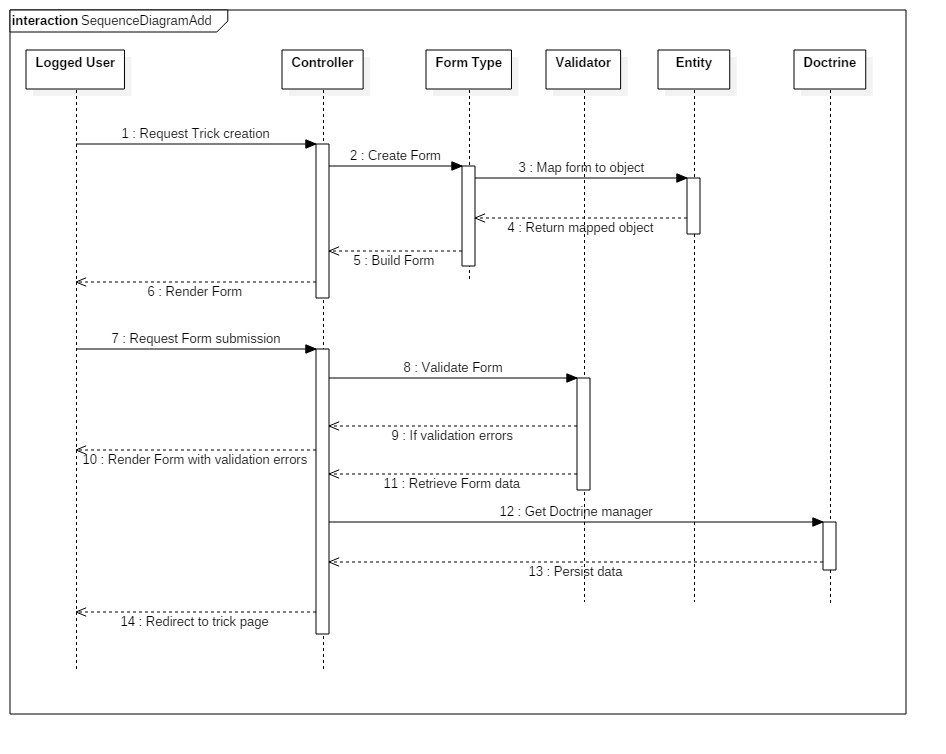 interaction SequenceDiagramAdd
Logged User
Controller
Form Type
Validator
Entity
Doctrine
1 : Request Trick creation
2 : Create Form
3 : Map form to object
4 : Return mapped object
5 : Build Form
6 : Render Form
7 : Request Form submission
8 : Validate Form
9 : If validation errors
10 : Render Form with validation errors
11 : Retrieve Form data
12 : Get Doctrine manager
13 : Persist data
14 : Redirect to trick page